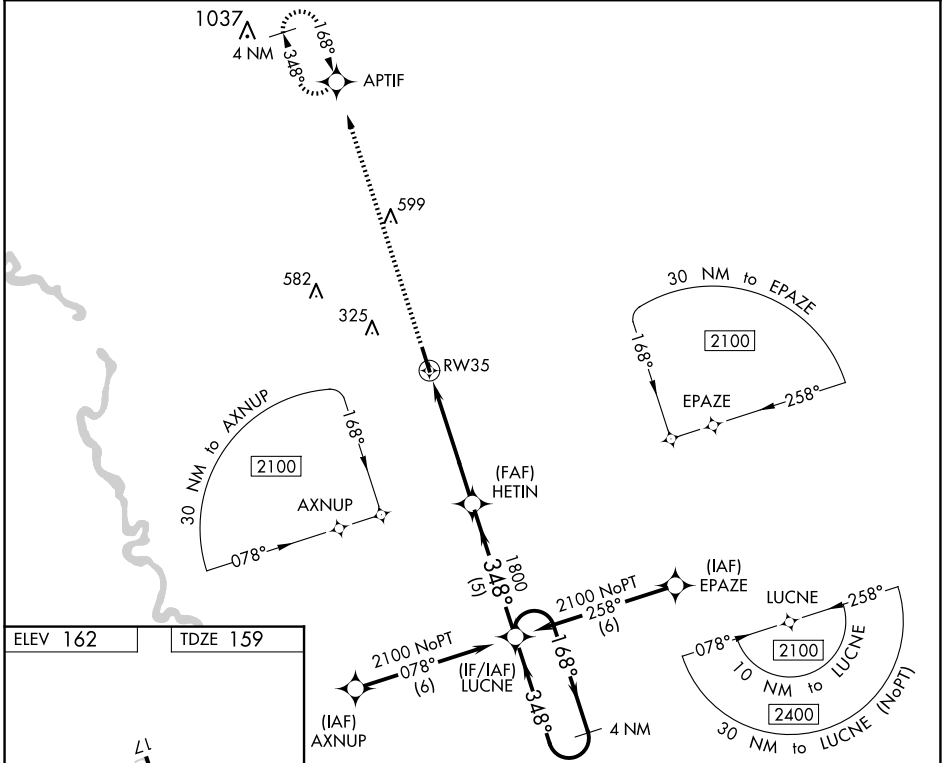 1037
4 NM
168°
348°
APTIF
599
582
325
RW35
30 NM to EPAZE
2100
168°
EPAZE
258°
30 NM to AXNUP
2100
168°
AXNUP
078°
(FAF)
HETIN
1800
348°
(5)
(IAF)
EPAZE
2100 NoPT
258°
(6)
2100 NoPT
078°
(6)
(IF/IAF)
LUCNE
168°
348°
4 NM
(IAF)
AXNUP
LUCNE
258°
078°
2100
10 NM to LUCNE
2400
30 NM to LUCNE (NoPT)
ELEV 162
TDZE 159
17